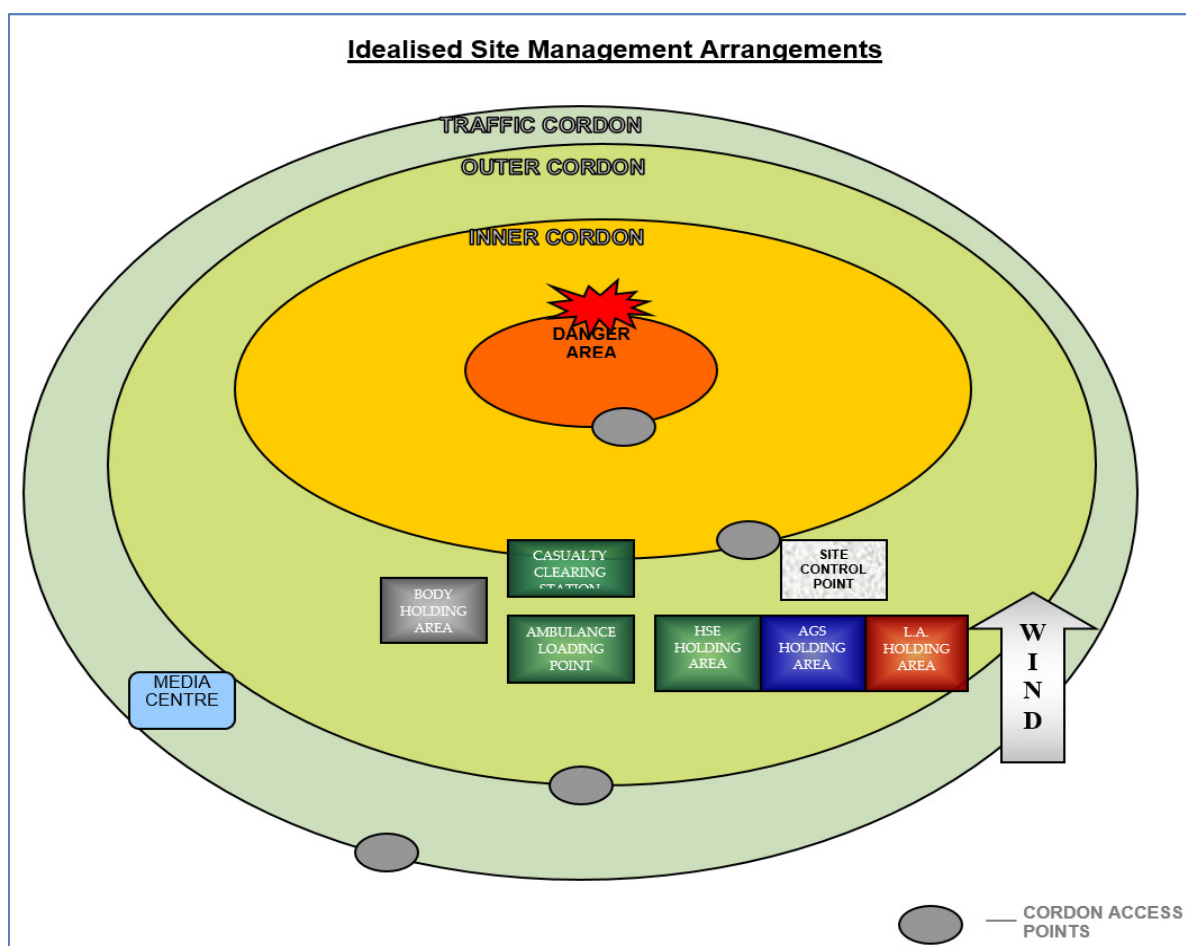 Idealised Site Management Arrangements
TRAFFIC CORDON
OUTER CORDON
INNER CORDON
DANGER
AREA
CASUALTY
CLEARING
STATION
SITE
CONTROL
POINT
BODY
HOLDING
AREA
AMBULANCE
LOADING
POINT
HSE
HOLDING
AREA
AGS
HOLDING
AREA
L.A.
HOLDING
AREA
W
I
N
D
MEDIA
CENTRE
CORDON ACCESS
POINTS